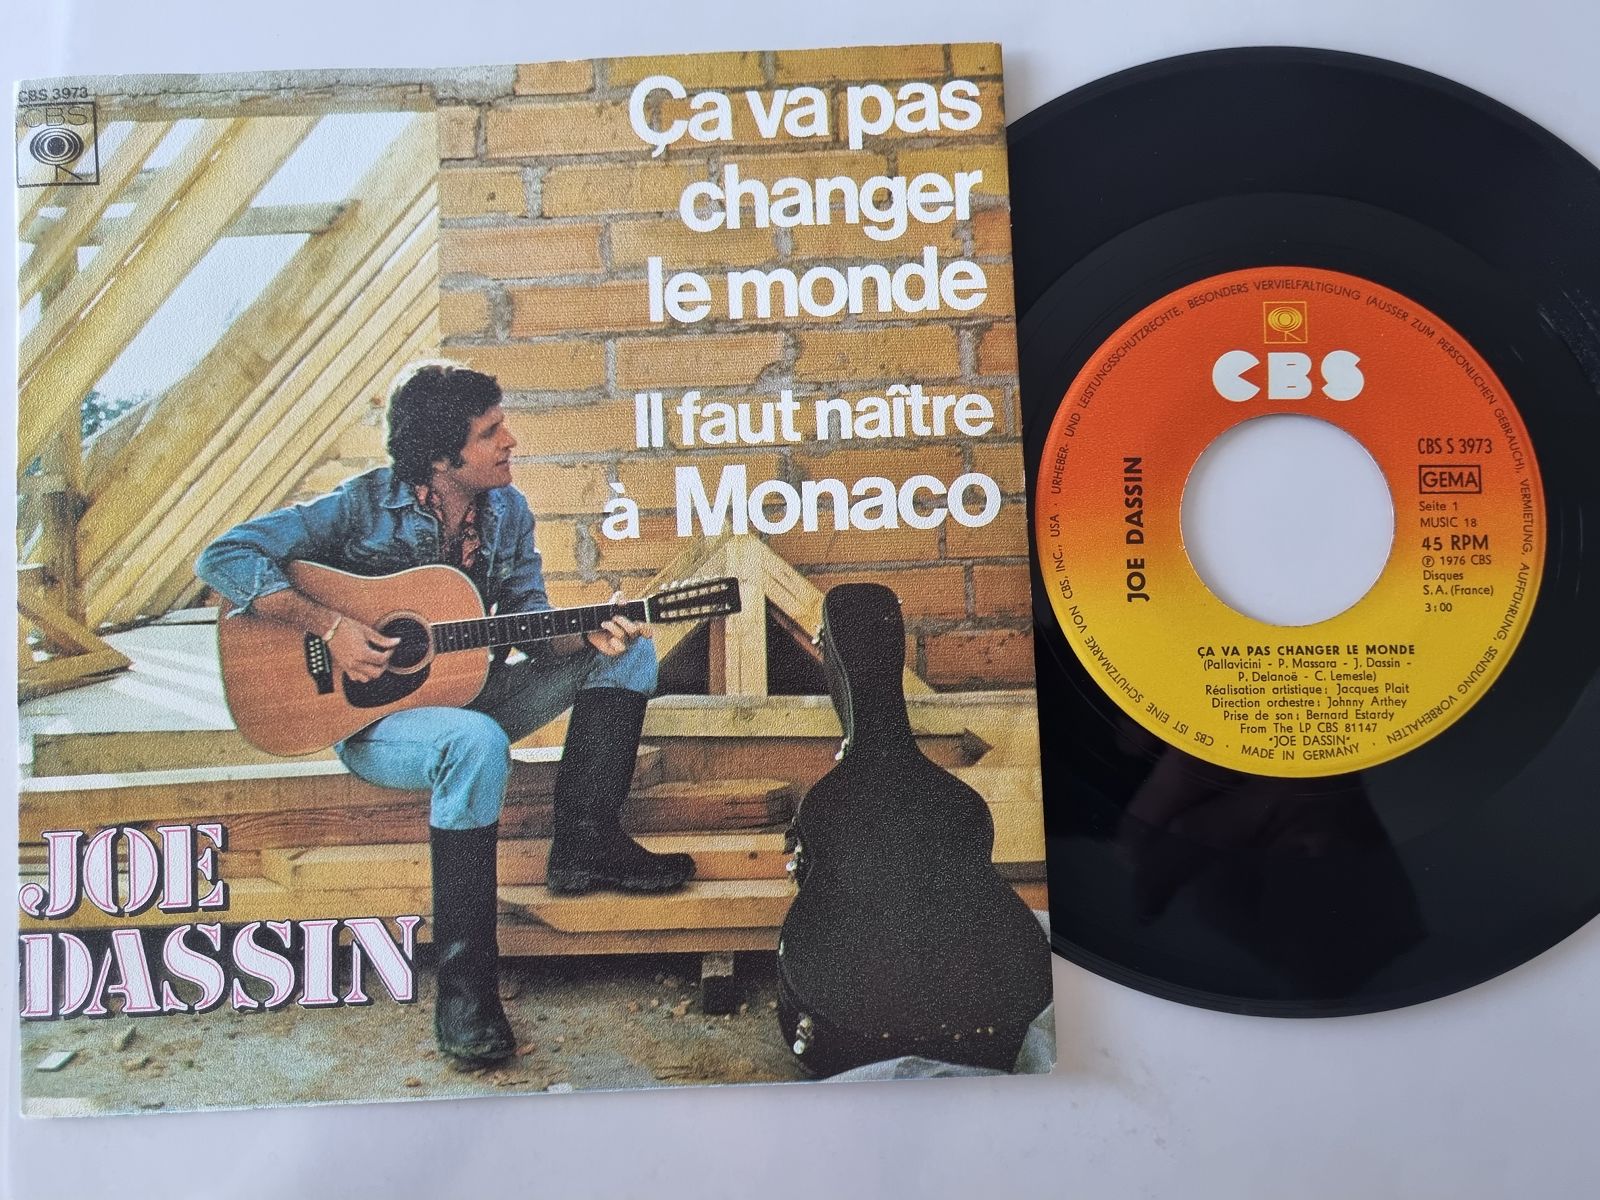 CBS 3973
CBS
Ça va pas
changer
le monde
Il faut naître
à Monaco
JOE
DASSIN
CBS
CBS S 3973
GEMA
Seite 1
MUSIC 18
45 RPM
℗ 1976 CBS
Disques
S.A. (France)
3:00
JOE DASSIN
ÇA VA PAS CHANGER LE MONDE
(Pallavicini - P. Massara - J. Dassin -
P. Delanoë - C. Lemesle)
Réalisation artistique: Jacques Plait
Direction orchestre: Johnny Arthey
Prise de son: Bernard Estardy
From The LP CBS 81147
"JOE DASSIN"
· CBS IST EINE SCHUTZMARKE VON CBS, INC., USA · URHEBER- UND LEISTUNGSSCHUTZRECHTE, BESONDERS VERVIELFÄLTIGUNG (AUSSER ZUM PERSÖNLICHEN GEBRAUCH), VERMIETUNG, AUFFÜHRUNG, SENDUNG VORBEHALTEN ·
MADE IN GERMANY